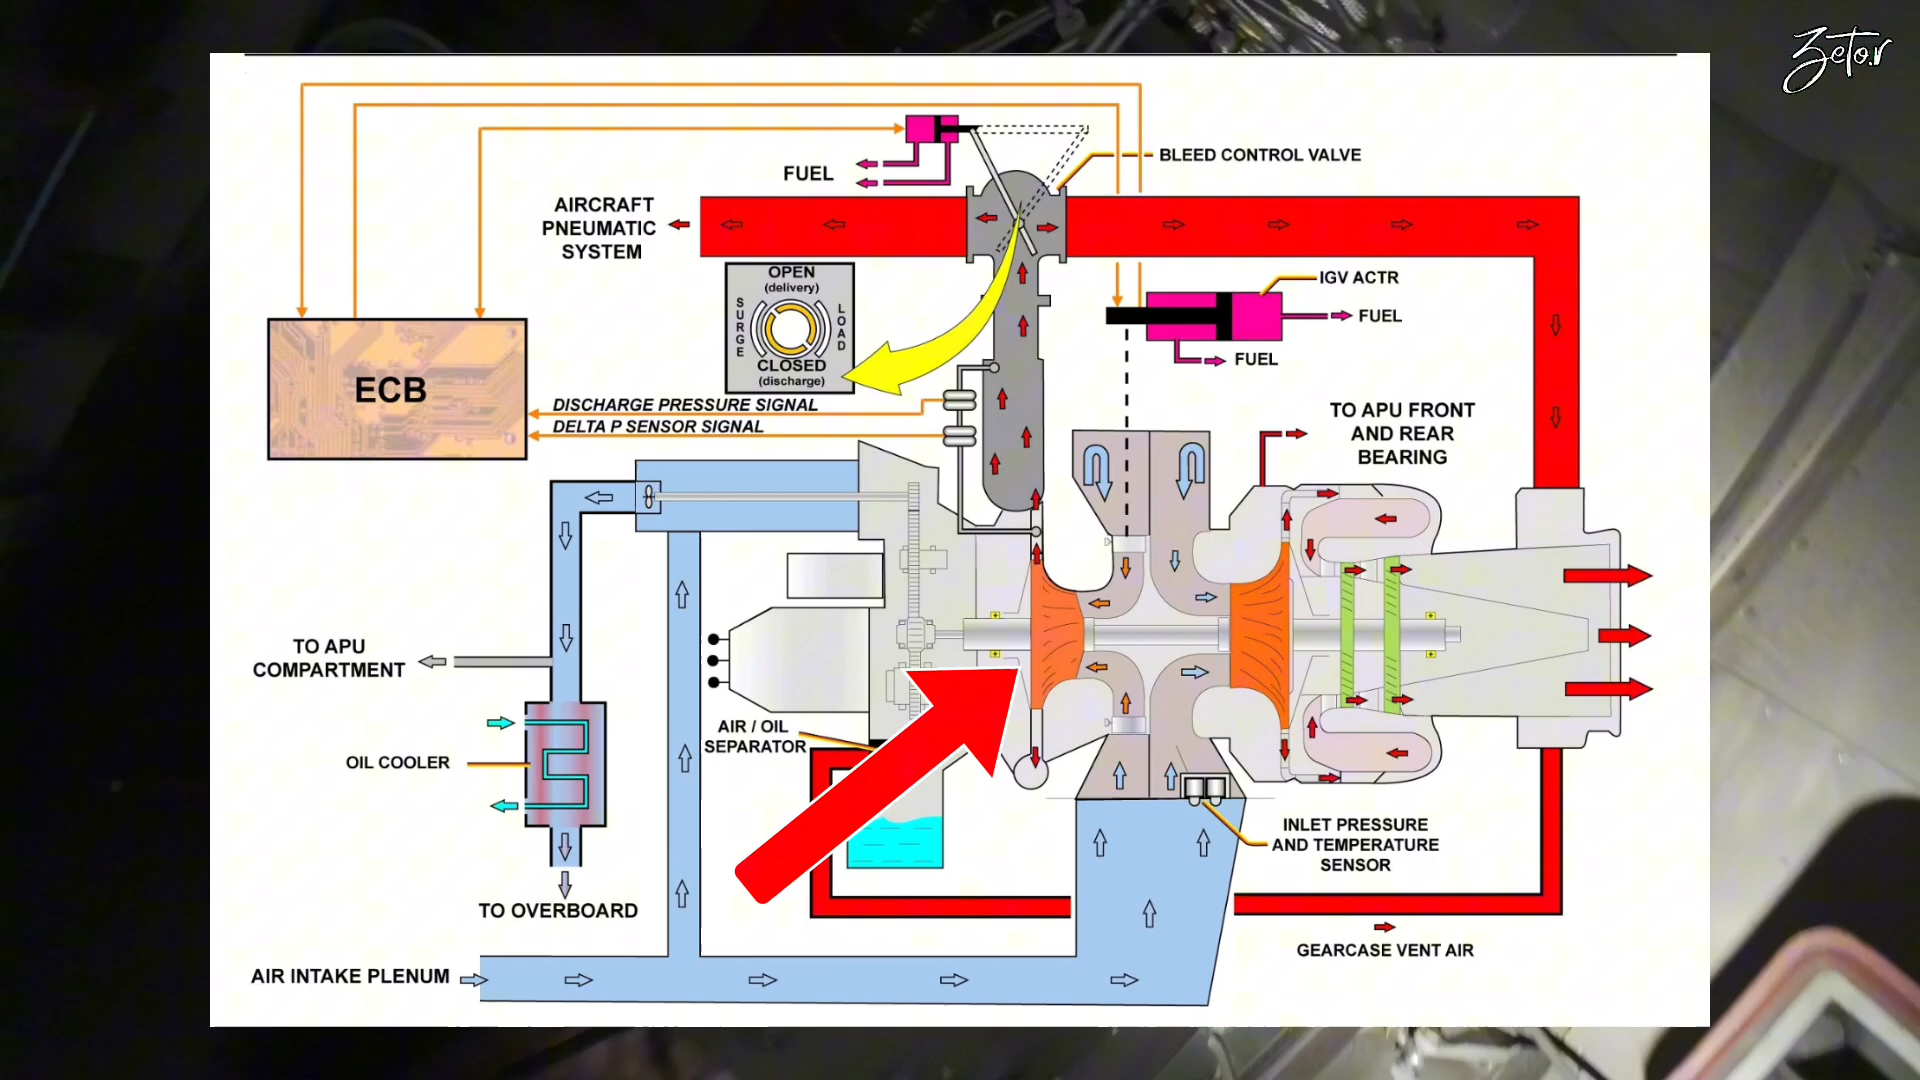 Zeto.r
BLEED CONTROL VALVE
FUEL
AIRCRAFT
PNEUMATIC
SYSTEM
OPEN
(delivery)
SURGE
LOAD
CLOSED
(discharge)
IGV ACTR
FUEL
FUEL
ECB
DISCHARGE PRESSURE SIGNAL
DELTA P SENSOR SIGNAL
TO APU FRONT
AND REAR
BEARING
TO APU
COMPARTMENT
AIR / OIL
SEPARATOR
OIL COOLER
INLET PRESSURE
AND TEMPERATURE
SENSOR
TO OVERBOARD
GEARCASE VENT AIR
AIR INTAKE PLENUM